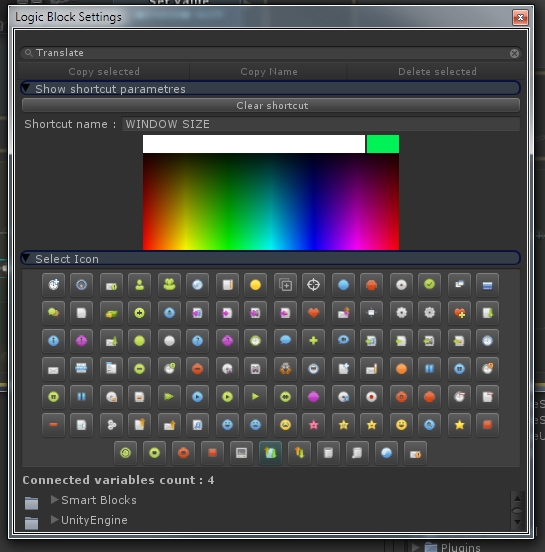 Set Value
Logic Block Settings
Translate
Copy selected Copy Name Delete selected
Show shortcut parametres
Clear shortcut
Shortcut name : WINDOW SIZE
Select Icon
Connected variables count : 4
Smart Blocks
UnityEngine
Plugins